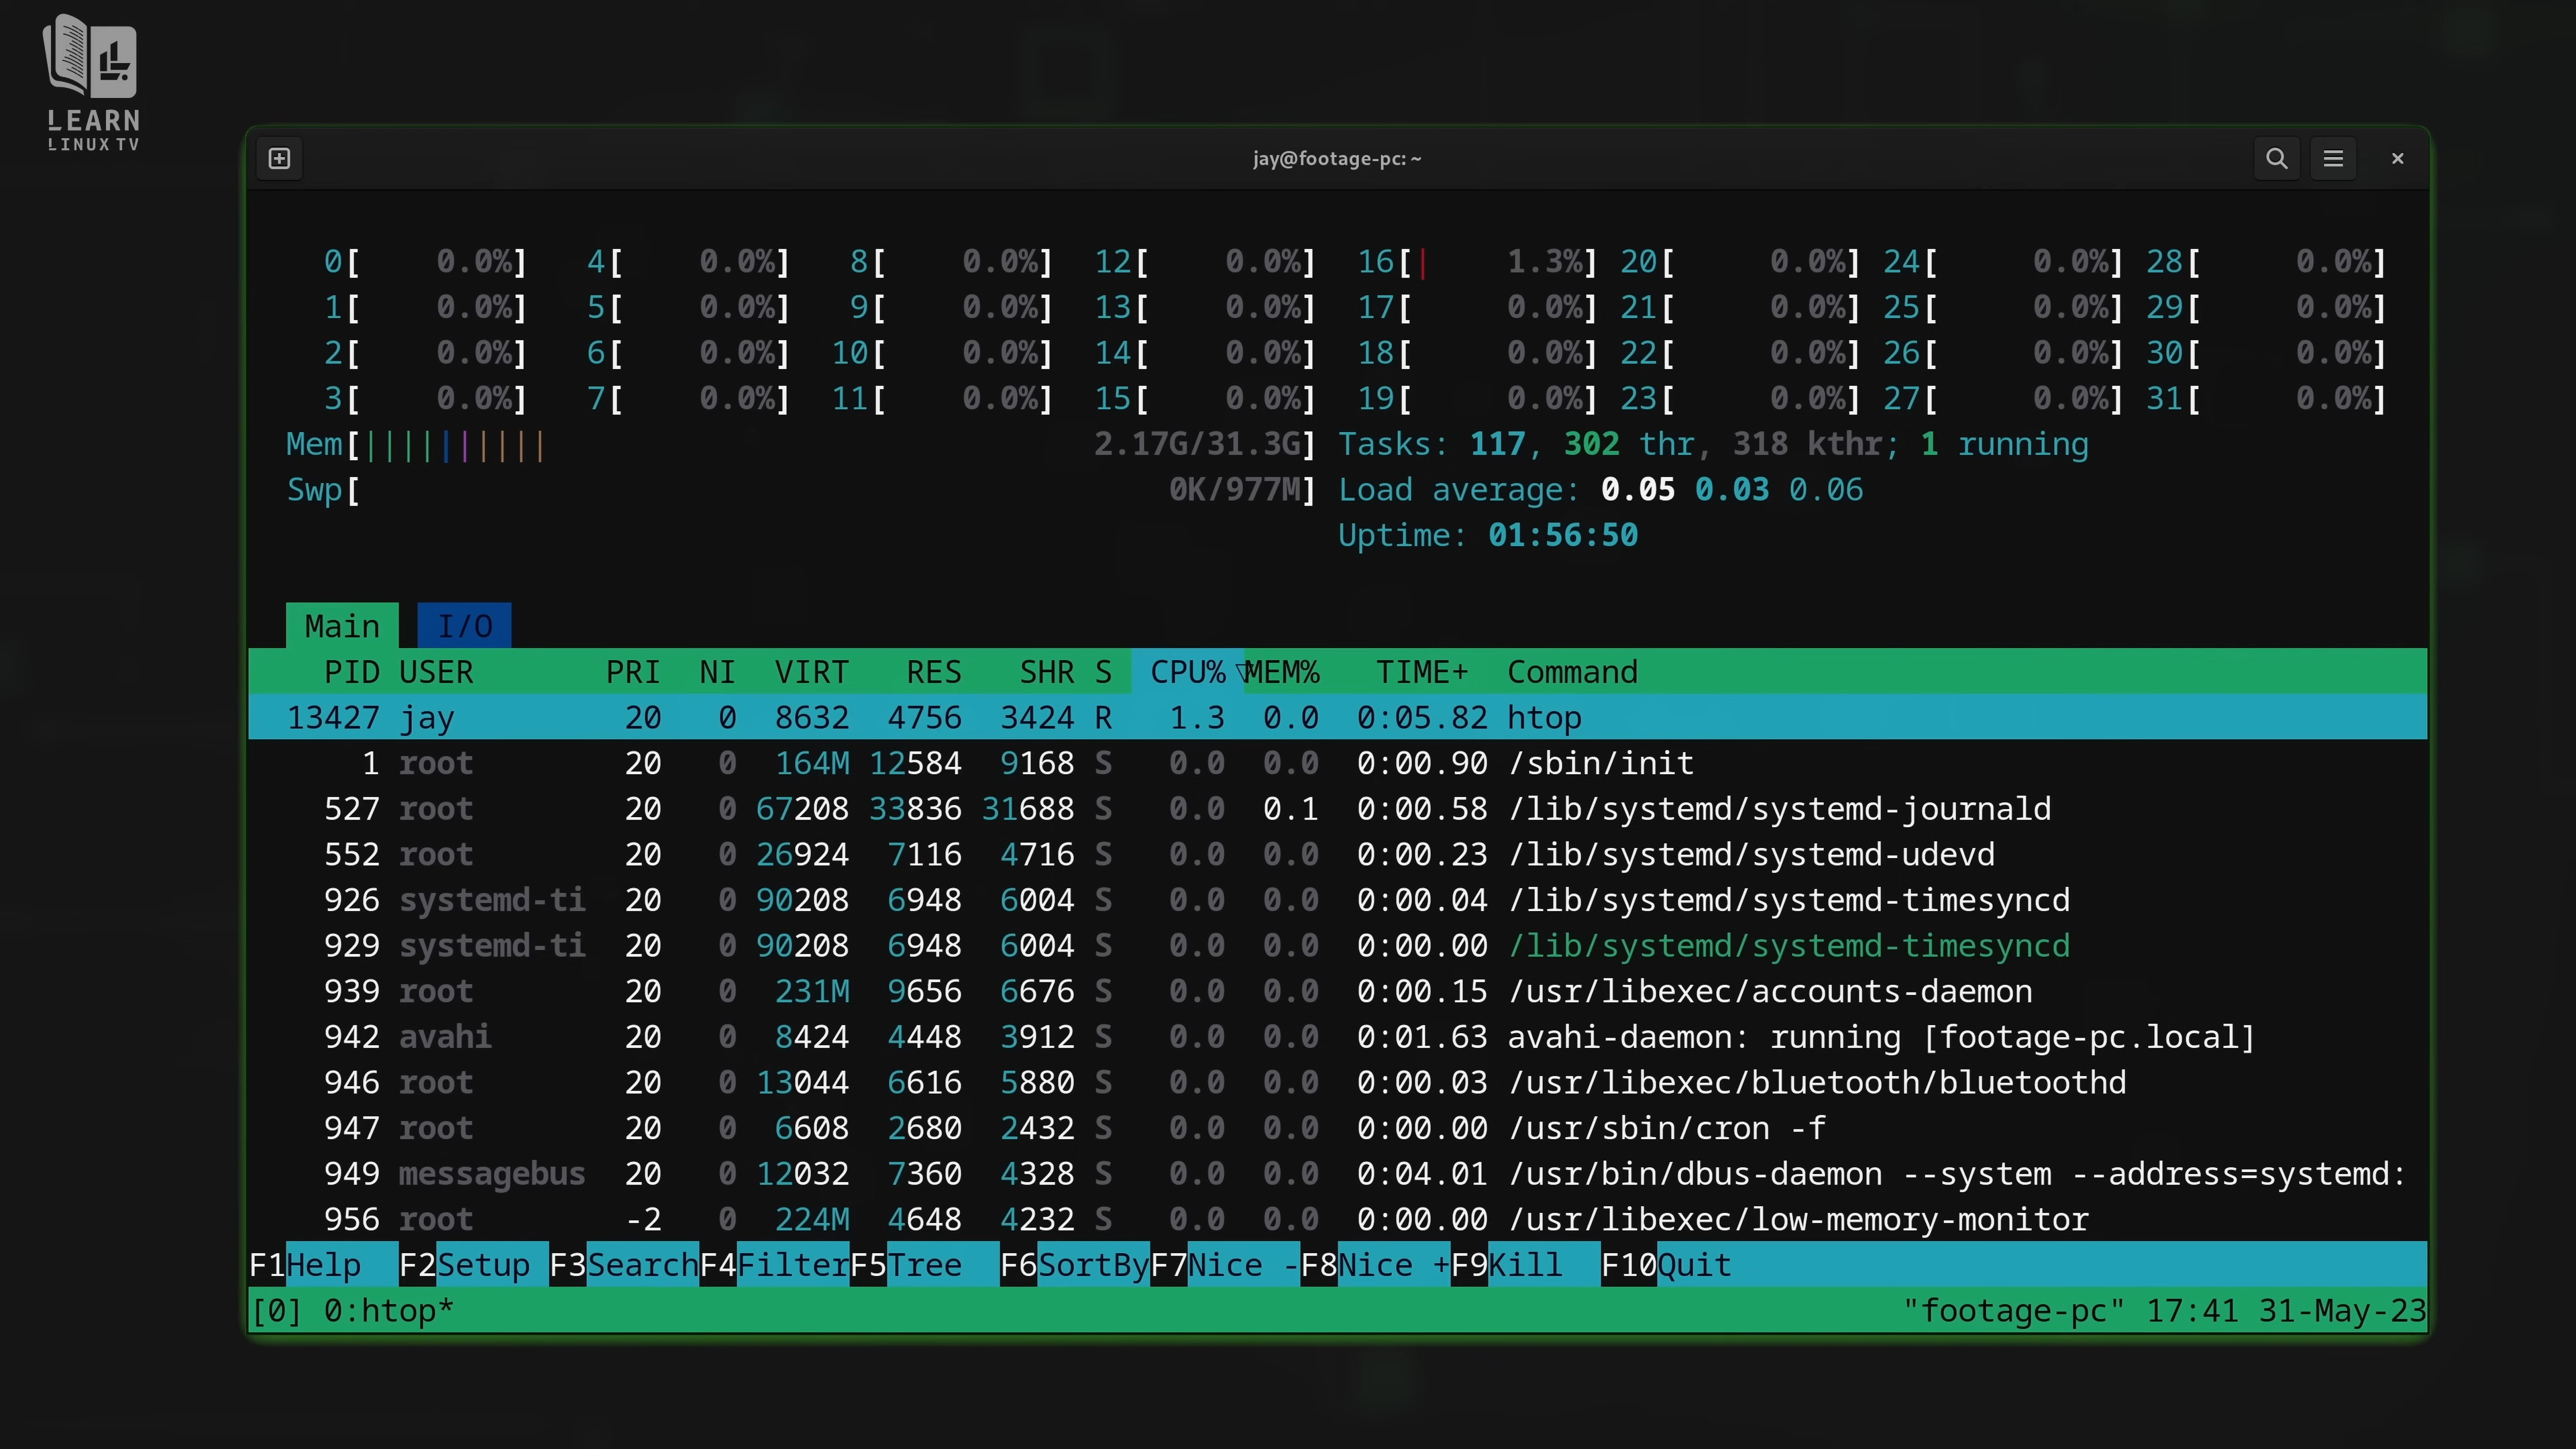 LEARN
LINUX TV
jay@footage-pc: ~
0[ 0.0%] 4[ 0.0%] 8[ 0.0%] 12[ 0.0%] 16[| 1.3%] 20[ 0.0%] 24[ 0.0%] 28[ 0.0%]
1[ 0.0%] 5[ 0.0%] 9[ 0.0%] 13[ 0.0%] 17[ 0.0%] 21[ 0.0%] 25[ 0.0%] 29[ 0.0%]
2[ 0.0%] 6[ 0.0%] 10[ 0.0%] 14[ 0.0%] 18[ 0.0%] 22[ 0.0%] 26[ 0.0%] 30[ 0.0%]
3[ 0.0%] 7[ 0.0%] 11[ 0.0%] 15[ 0.0%] 19[ 0.0%] 23[ 0.0%] 27[ 0.0%] 31[ 0.0%]
Mem[|||||||||| 2.17G/31.3G] Tasks: 117, 302 thr, 318 kthr; 1 running
Swp[ 0K/977M] Load average: 0.05 0.03 0.06
Uptime: 01:56:50
Main I/O
PID USER PRI NI VIRT RES SHR S CPU%▽MEM% TIME+ Command
13427 jay 20 0 8632 4756 3424 R 1.3 0.0 0:05.82 htop
1 root 20 0 164M 12584 9168 S 0.0 0.0 0:00.90 /sbin/init
527 root 20 0 67208 33836 31688 S 0.0 0.1 0:00.58 /lib/systemd/systemd-journald
552 root 20 0 26924 7116 4716 S 0.0 0.0 0:00.23 /lib/systemd/systemd-udevd
926 systemd-ti 20 0 90208 6948 6004 S 0.0 0.0 0:00.04 /lib/systemd/systemd-timesyncd
929 systemd-ti 20 0 90208 6948 6004 S 0.0 0.0 0:00.00 /lib/systemd/systemd-timesyncd
939 root 20 0 231M 9656 6676 S 0.0 0.0 0:00.15 /usr/libexec/accounts-daemon
942 avahi 20 0 8424 4448 3912 S 0.0 0.0 0:01.63 avahi-daemon: running [footage-pc.local]
946 root 20 0 13044 6616 5880 S 0.0 0.0 0:00.03 /usr/libexec/bluetooth/bluetoothd
947 root 20 0 6608 2680 2432 S 0.0 0.0 0:00.00 /usr/sbin/cron -f
949 messagebus 20 0 12032 7360 4328 S 0.0 0.0 0:04.01 /usr/bin/dbus-daemon --system --address=systemd:
956 root -2 0 224M 4648 4232 S 0.0 0.0 0:00.00 /usr/libexec/low-memory-monitor
F1Help F2Setup F3SearchF4FilterF5Tree F6SortByF7Nice -F8Nice +F9Kill F10Quit
[0] 0:htop* "footage-pc" 17:41 31-May-23